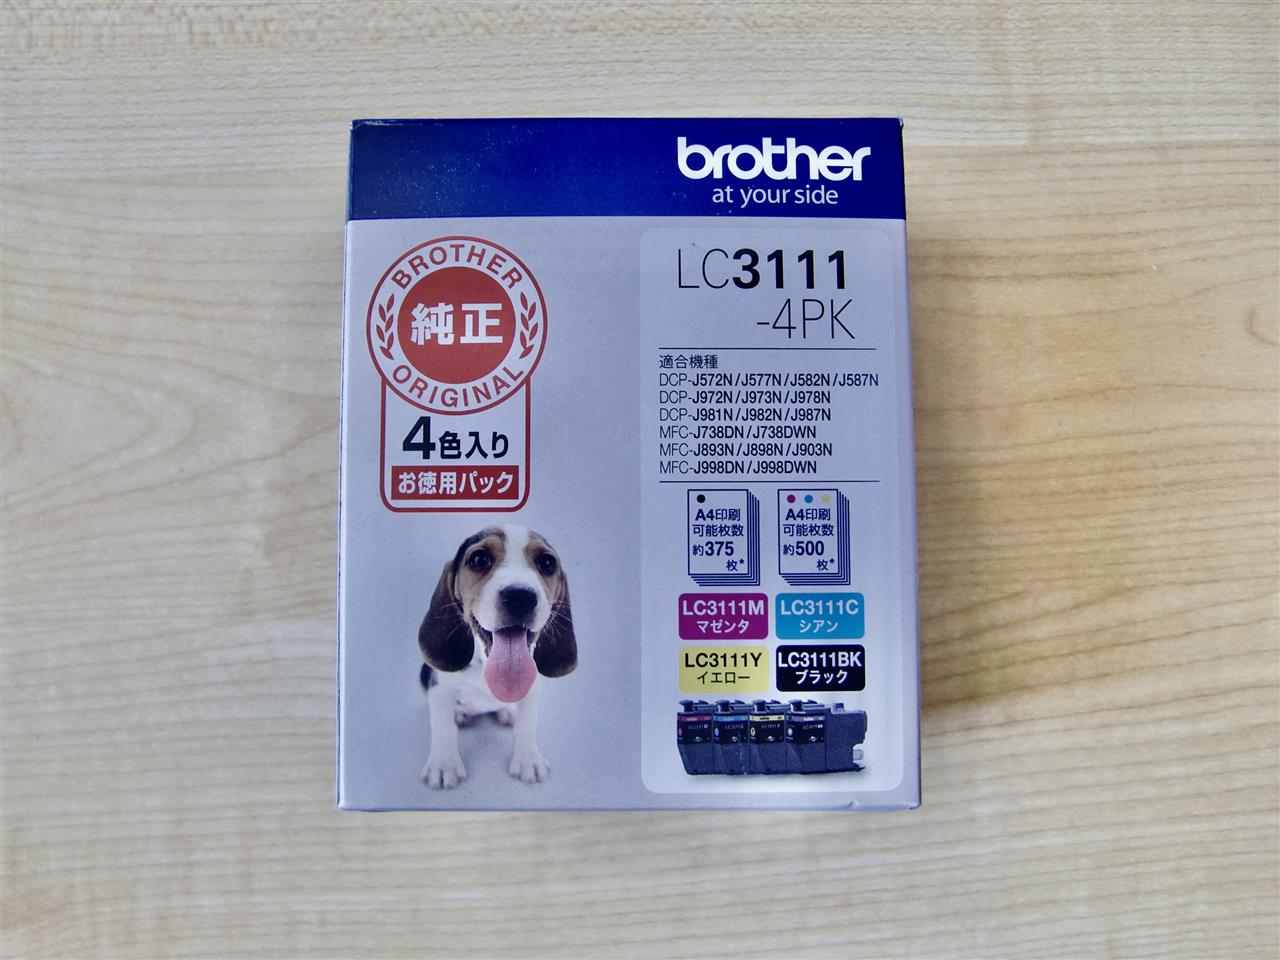 brother
at your side
BROTHER
純正
ORIGINAL
4色入り
お徳用パック
LC3111
-4PK
適合機種
DCP-J572N/J577N/J582N/J587N
DCP-J972N/J973N/J978N
DCP-J981N/J982N/J987N
MFC-J738DN/J738DWN
MFC-J893N/J898N/J903N
MFC-J998DN/J998DWN
A4印刷
可能枚数
約375
枚*
A4印刷
可能枚数
約500
枚*
LC3111M
マゼンタ
LC3111C
シアン
LC3111Y
イエロー
LC3111BK
ブラック